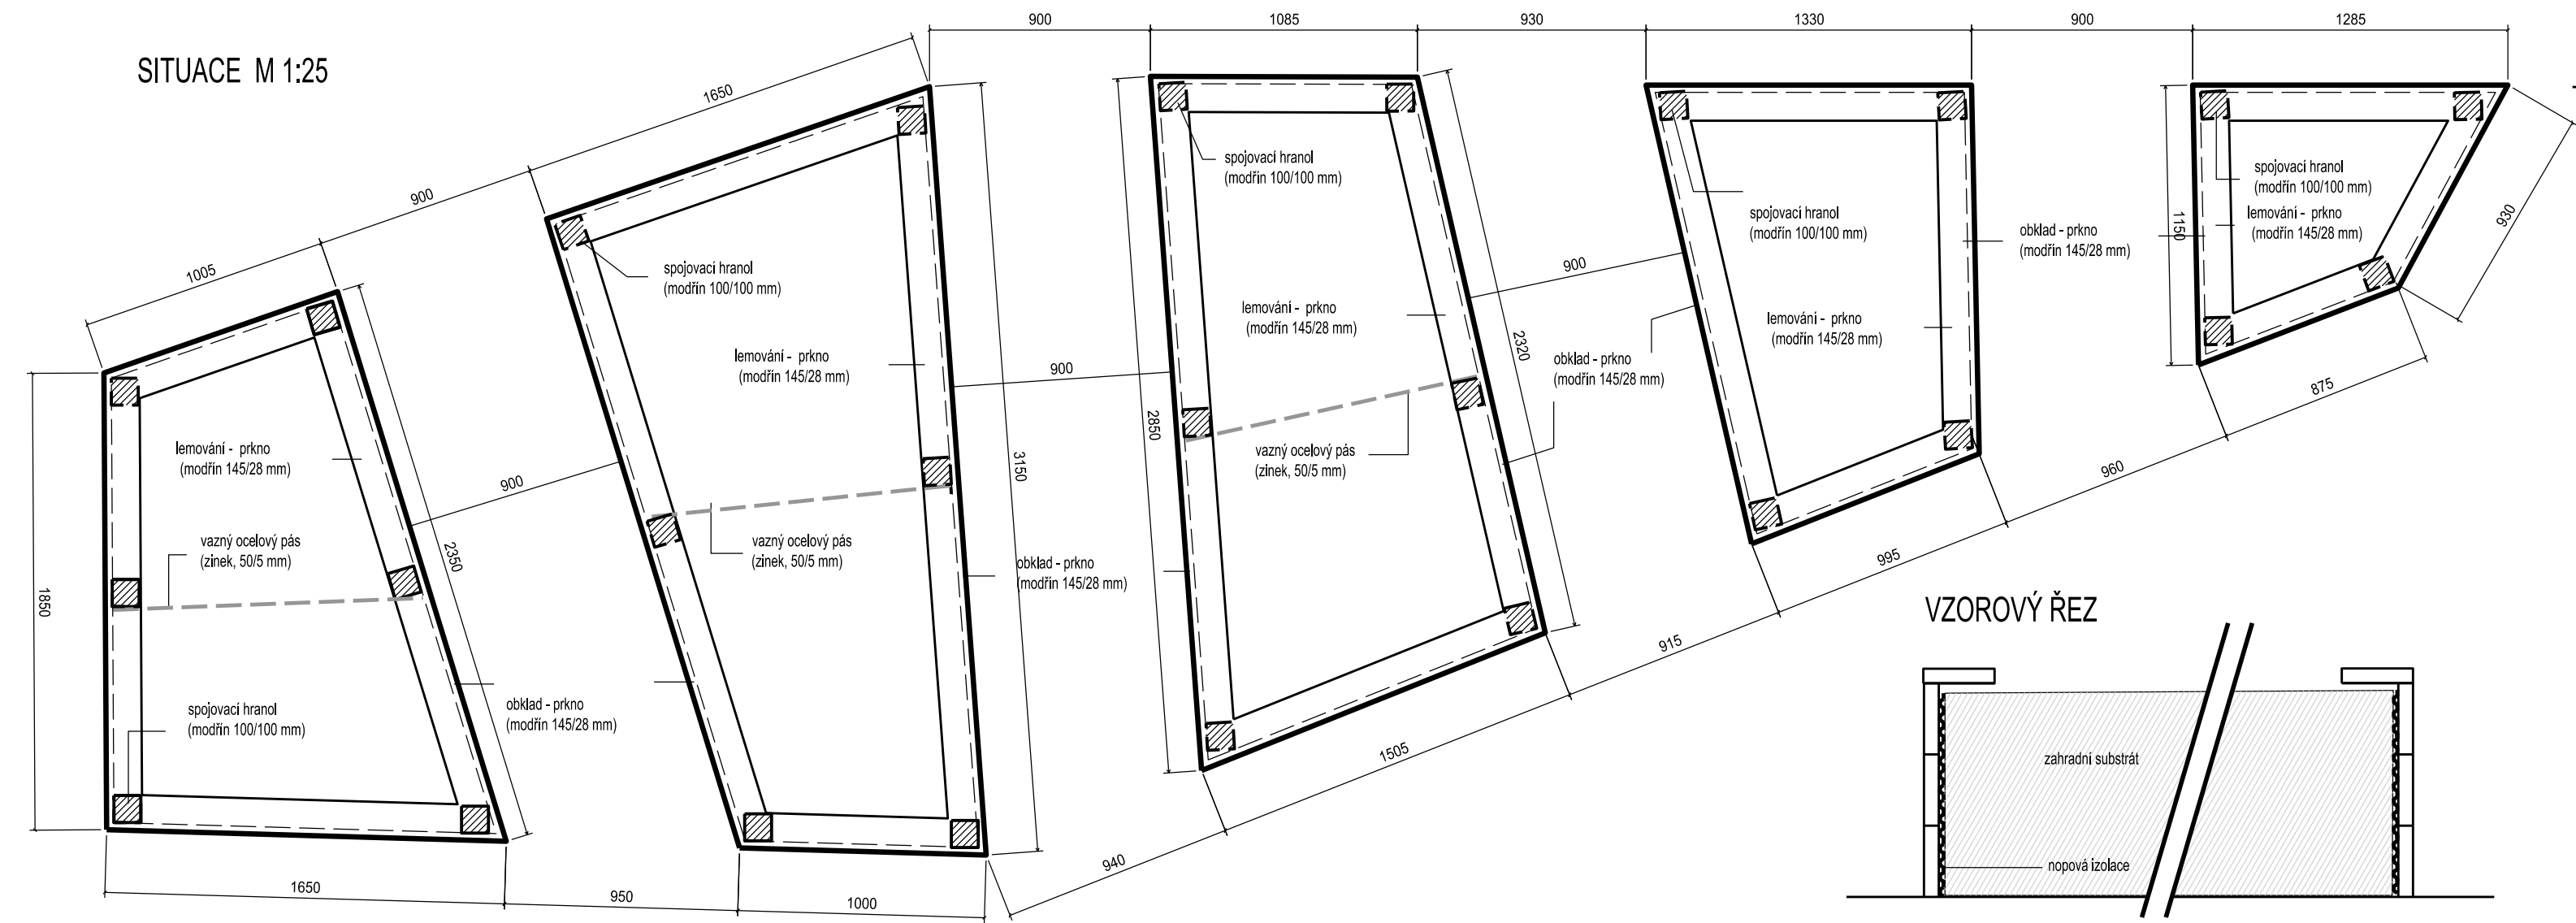 SITUACE M 1:25
900
1085
930
1330
900
1285
1650
900
1005
spojovací hranol
(modřín 100/100 mm)
lemování - prkno
(modřín 145/28 mm)
900
3150
vazný ocelový pás
(zinek, 50/5 mm)
obklad - prkno
(modřín 145/28 mm)
lemování - prkno
(modřín 145/28 mm)
vazný ocelový pás
(zinek, 50/5 mm)
1850
2350
900
spojovací hranol
(modřín 100/100 mm)
obklad - prkno
(modřín 145/28 mm)
1650
950
1000
spojovací hranol
(modřín 100/100 mm)
lemování - prkno
(modřín 145/28 mm)
2850
2320
vazný ocelový pás
(zinek, 50/5 mm)
900
obklad - prkno
(modřín 145/28 mm)
940
1505
915
995
960
875
spojovací hranol
(modřín 100/100 mm)
lemování - prkno
(modřín 145/28 mm)
obklad - prkno
(modřín 145/28 mm)
1150
spojovací hranol
(modřín 100/100 mm)
lemování - prkno
(modřín 145/28 mm)
930
VZOROVÝ ŘEZ
zahradní substrát
nopová izolace